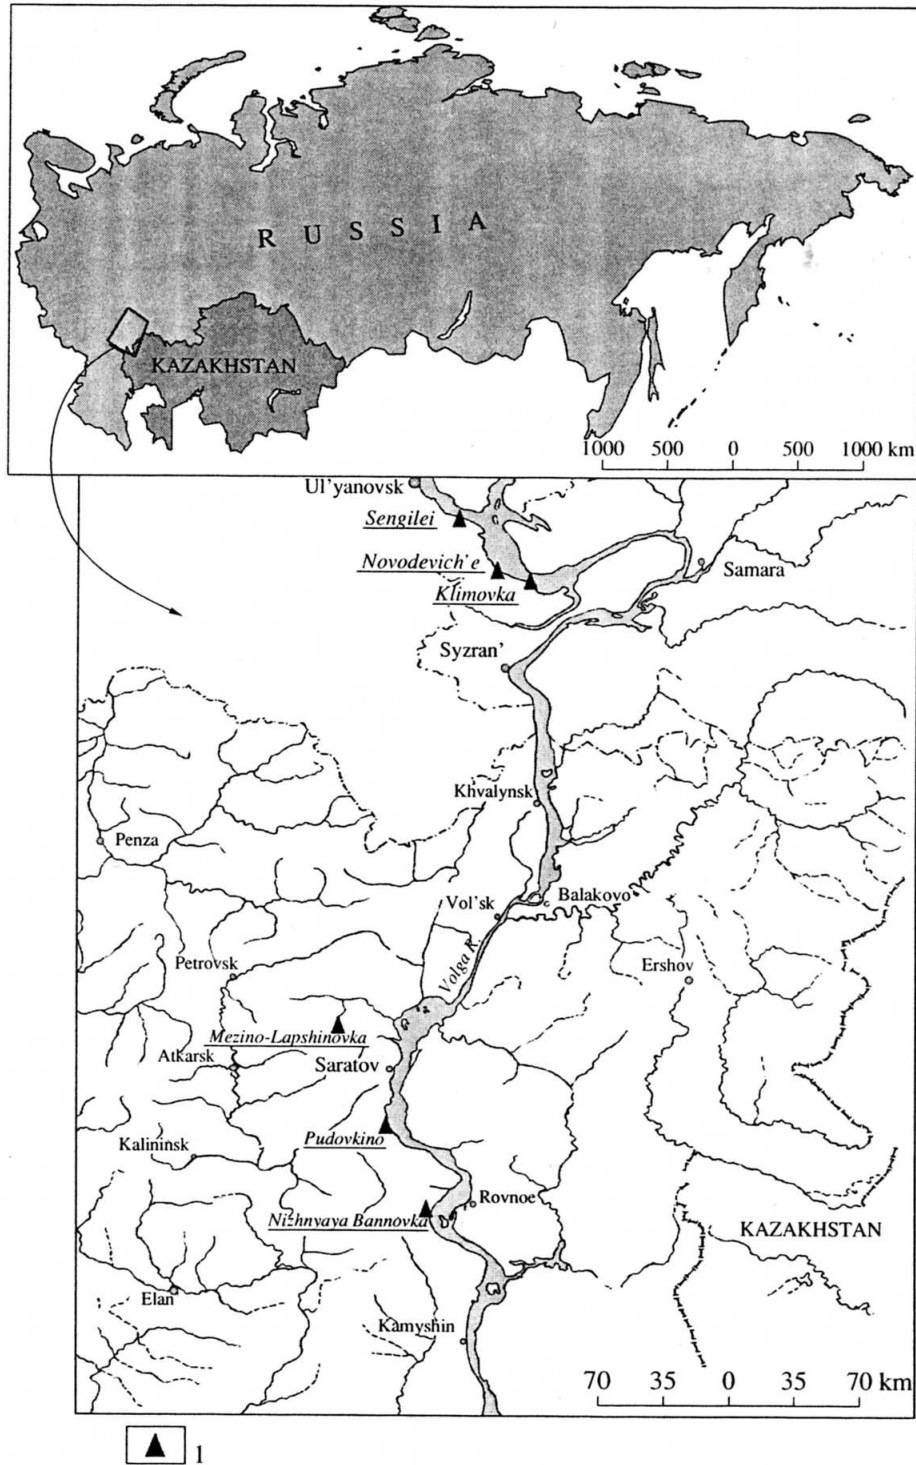 R U S S I A
KAZAKHSTAN
1000 500 0 500 1000 km
Ul'yanovsk
Sengilei
Novodevich'e
Klimovka
Samara
Syzran'
Khvalynsk
Penza
Vol'sk
Balakovo
Volga R.
Petrovsk
Ershov
Mezino-Lapshinovka
Atkarsk
Saratov
Pudovkino
Kalininsk
Rovnoe
Nizhnyaya Bannovka
KAZAKHSTAN
Elan
Kamyshin
70 35 0 35 70 km
1